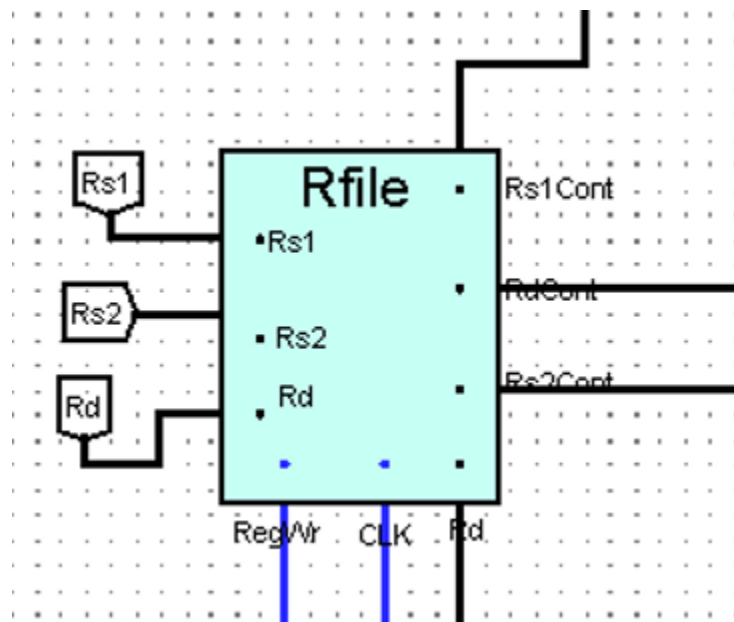 Rfile
Rs1
Rs1Cont
Rs1
RdCont
Rs2
Rs2
Rs2Cont
Rd
Rd
RegWr
CLK
Rd